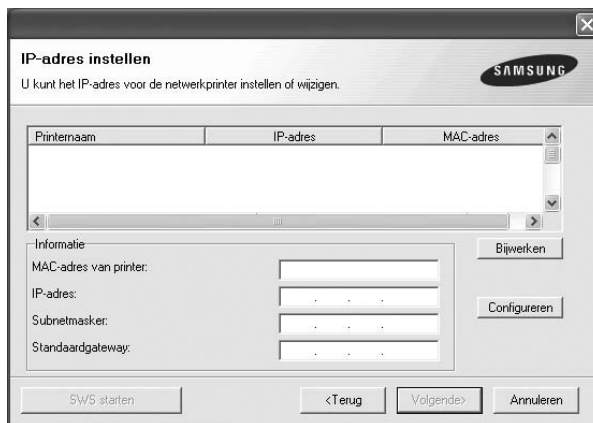 IP-adres instellen
U kunt het IP-adres voor de netwerkprinter instellen of wijzigen.
SAMSUNG
Printernaam IP-adres MAC-adres
Informatie
Bijwerken
MAC-adres van printer:
IP-adres:
Configureren
Subnetmasker:
Standaardgateway:
SWS starten <Terug Volgende> Annuleren